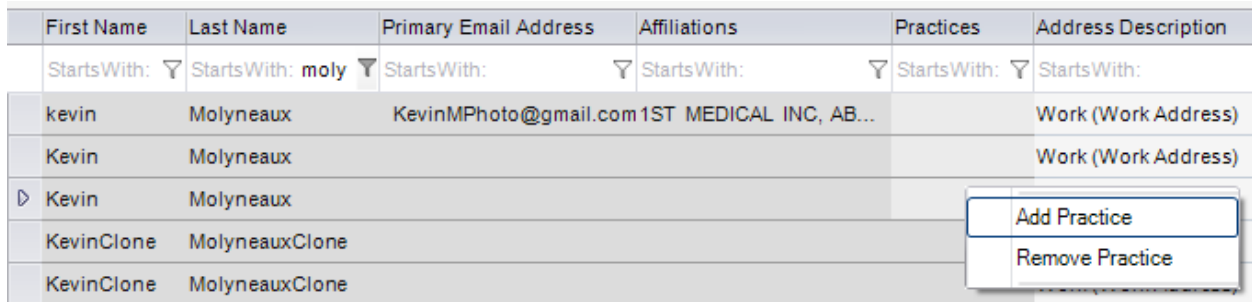 First Name Last Name Primary Email Address Affiliations Practices Address Description
StartsWith: StartsWith: moly StartsWith: StartsWith: StartsWith: StartsWith:
kevin Molyneaux KevinMPhoto@gmail.com 1ST MEDICAL INC, AB... Work (Work Address)
Kevin Molyneaux Work (Work Address)
Kevin Molyneaux
Add Practice
KevinClone MolyneauxClone
Remove Practice
KevinClone MolyneauxClone